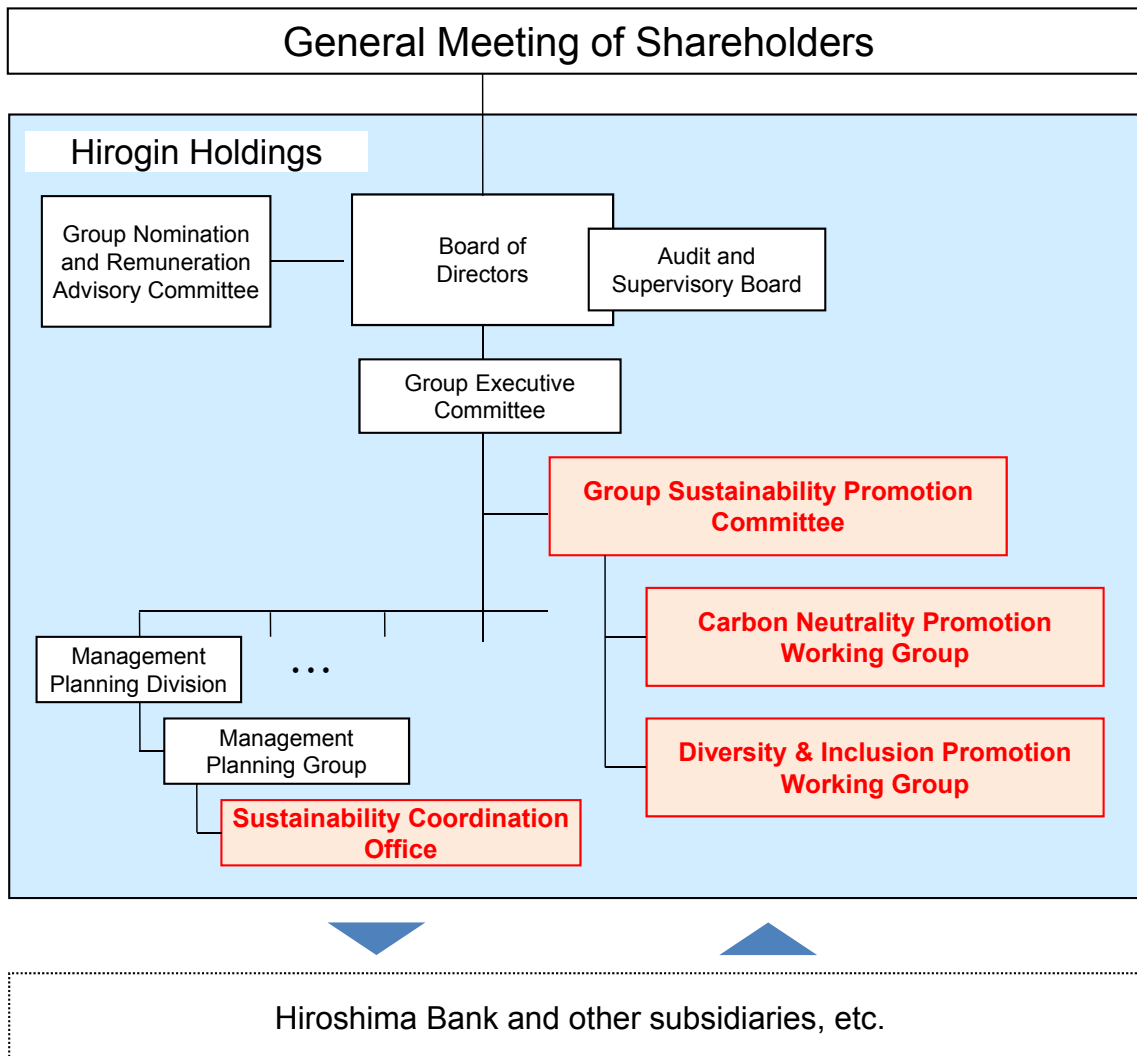 General Meeting of Shareholders
Hirogin Holdings
Group Nomination
and Remuneration
Advisory Committee
Board of
Directors
Audit and
Supervisory Board
Group Executive
Committee
Group Sustainability Promotion
Committee
Carbon Neutrality Promotion
Working Group
Diversity & Inclusion Promotion
Working Group
Management
Planning Division
...
Management
Planning Group
Sustainability Coordination
Office
Hiroshima Bank and other subsidiaries, etc.